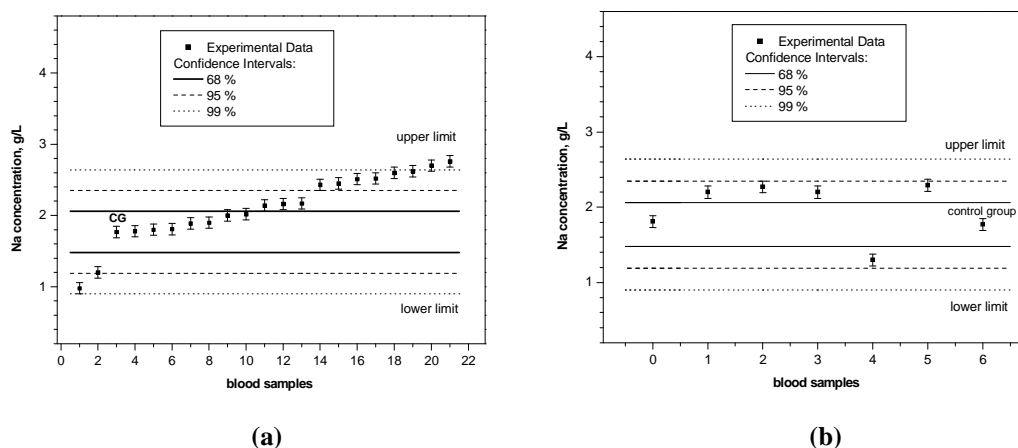 Experimental Data
Confidence Intervals:
68 %
95 %
99 %
upper limit
CG
lower limit
Na concentration, g/L
4
3
2
1
0 2 4 6 8 10 12 14 16 18 20 22
blood samples
(a)
Experimental Data
Confidence Intervals:
68 %
95 %
99 %
upper limit
control group
lower limit
Na concentration, g/L
4
3
2
1
0 1 2 3 4 5 6
blood samples
(b)